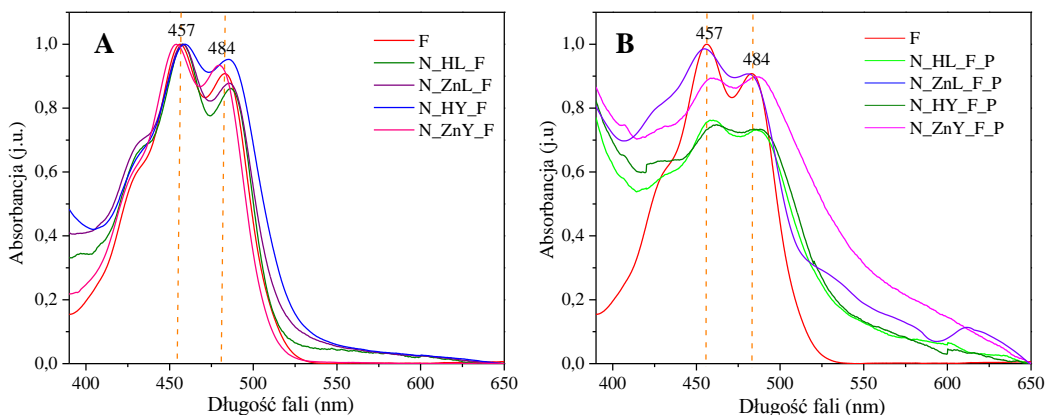 A
457
484
F
N_HL_F
N_ZnL_F
N_HY_F
N_ZnY_F
1,0
0,8
0,6
0,4
0,2
0,0
Absorbancja (j.u.)
400
450
500
550
600
650
Długość fali (nm)
B
457
484
F
N_HL_F_P
N_ZnL_F_P
N_HY_F_P
N_ZnY_F_P
1,0
0,8
0,6
0,4
0,2
0,0
Absorbancja (j.u)
400
450
500
550
600
650
Długość fali (nm)